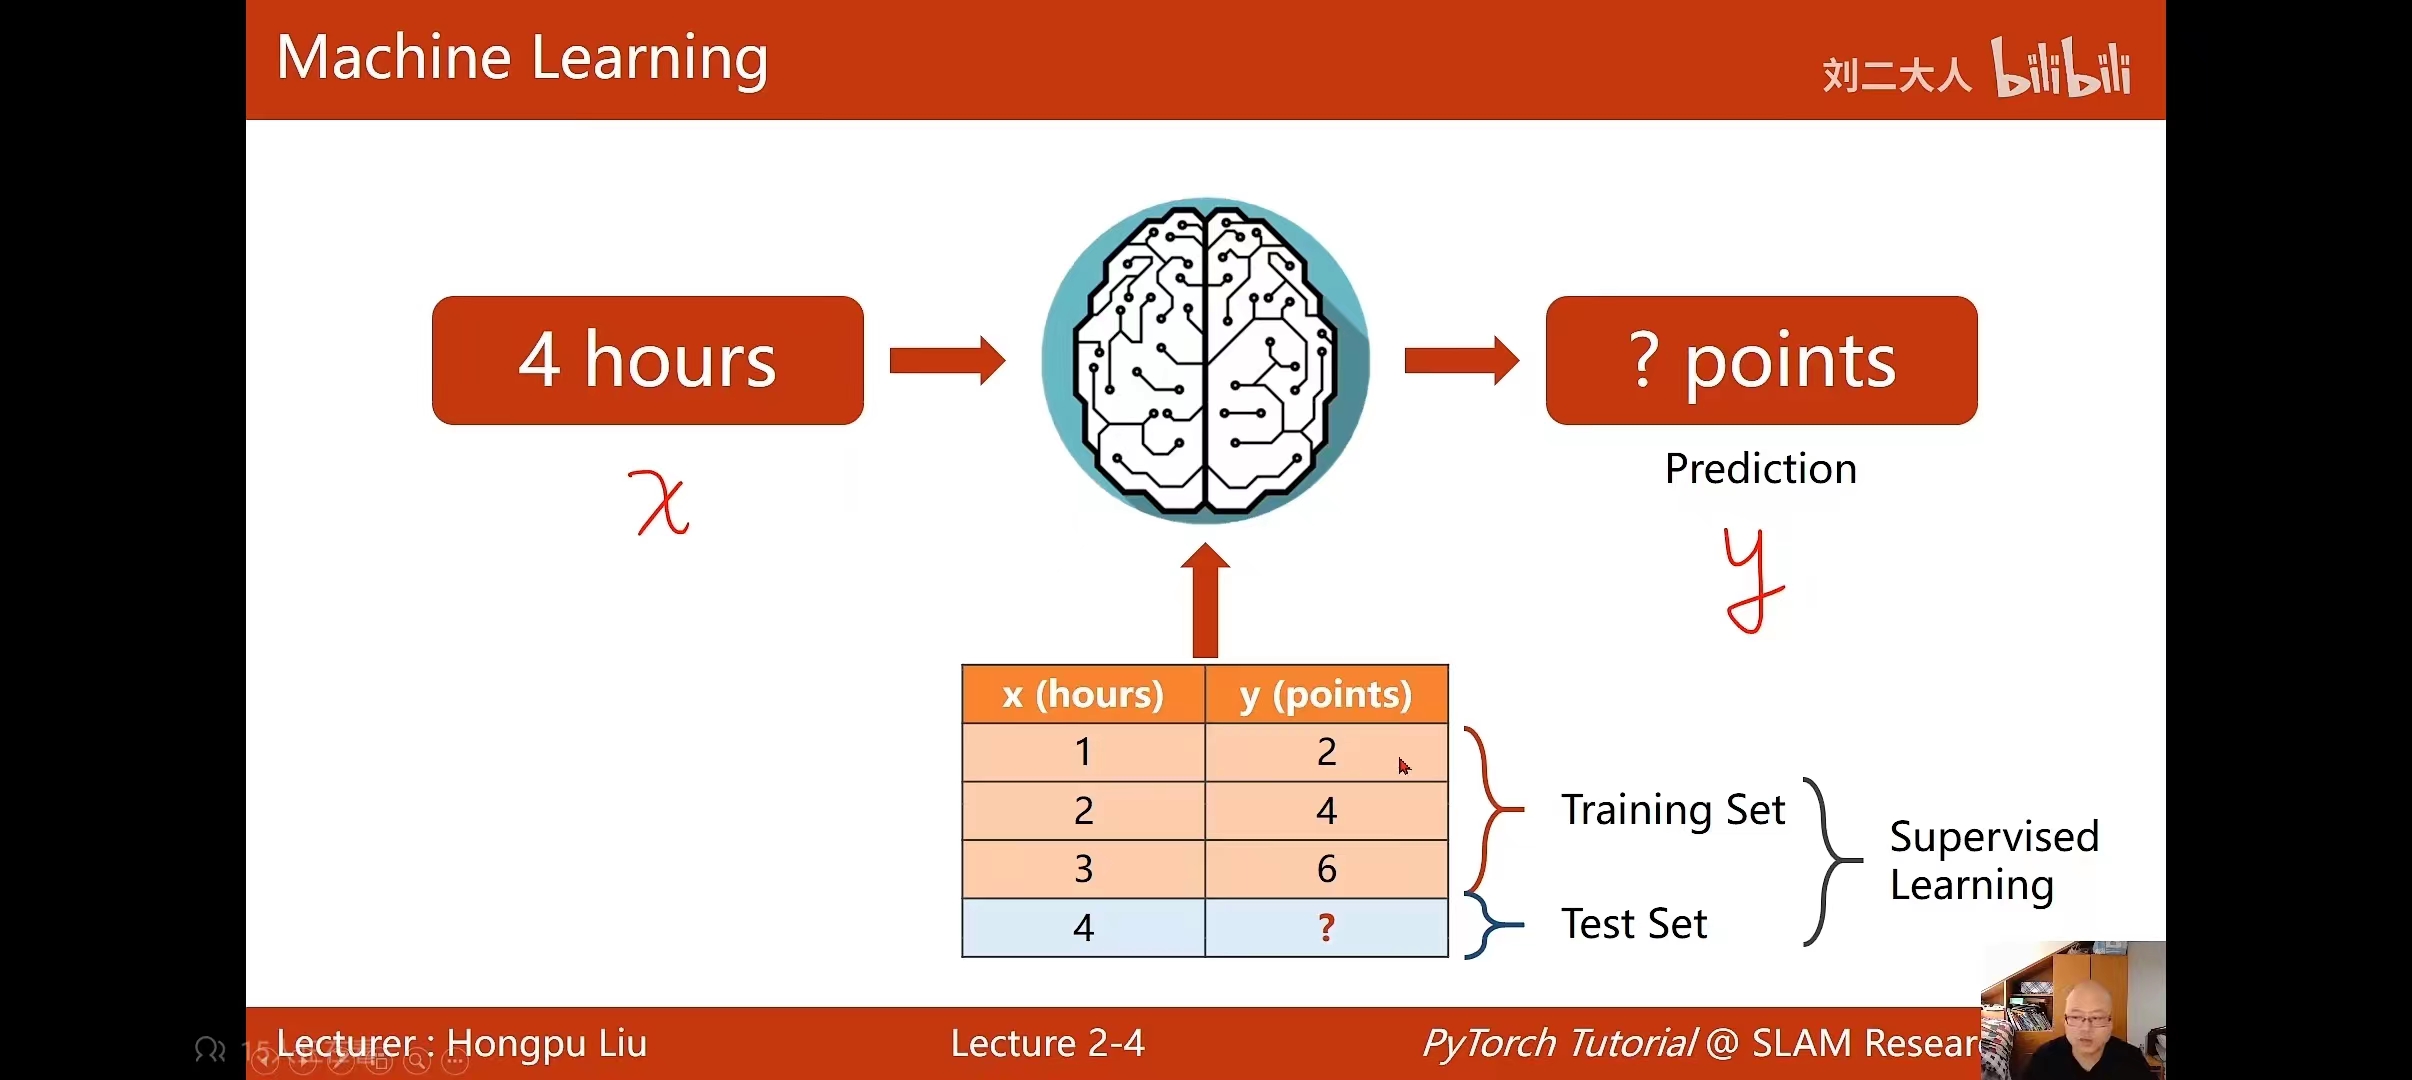 Machine Learning
刘二大人 bilibili
4 hours
? points
Prediction
x
y
x (hours) y (points)
1 2
2 4
3 6
4 ?
Training Set
Test Set
Supervised
Learning
Lecturer : Hongpu Liu
Lecture 2-4
PyTorch Tutorial @ SLAM Resear